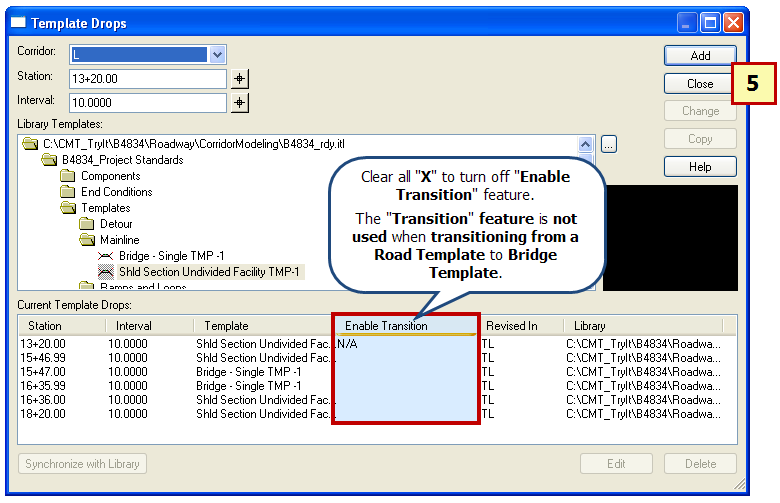 Template Drops
Corridor: L
Station: 13+20.00
Interval: 10.0000
Library Templates:
Add
Close
5
Change
Copy
Help
C:\CMT_TryIt\B4834\Roadway\CorridorModeling\B4834_rdy.itl
...
B4834_Project Standards
Components
End Conditions
Templates
Detour
Mainline
Bridge - Single TMP -1
Shld Section Undivided Facility TMP-1
Ramps and Loops
Clear all "X" to turn off "Enable
Transition" feature.
The "Transition" feature is not
used when transitioning from a
Road Template to Bridge
Template.
Current Template Drops:
Station Interval Template Enable Transition Revised In Library
13+20.00 10.0000 Shld Section Undivided Fac... N/A TL C:\CMT_TryIt\B4834\Roadwa...
15+46.99 10.0000 Shld Section Undivided Fac... TL C:\CMT_TryIt\B4834\Roadwa...
15+47.00 10.0000 Bridge - Single TMP -1 TL C:\CMT_TryIt\B4834\Roadwa...
16+35.99 10.0000 Bridge - Single TMP -1 TL C:\CMT_TryIt\B4834\Roadwa...
16+36.00 10.0000 Shld Section Undivided Fac... TL C:\CMT_TryIt\B4834\Roadwa...
18+20.00 10.0000 Shld Section Undivided Fac... TL C:\CMT_TryIt\B4834\Roadwa...
Synchronize with Library
Edit
Delete